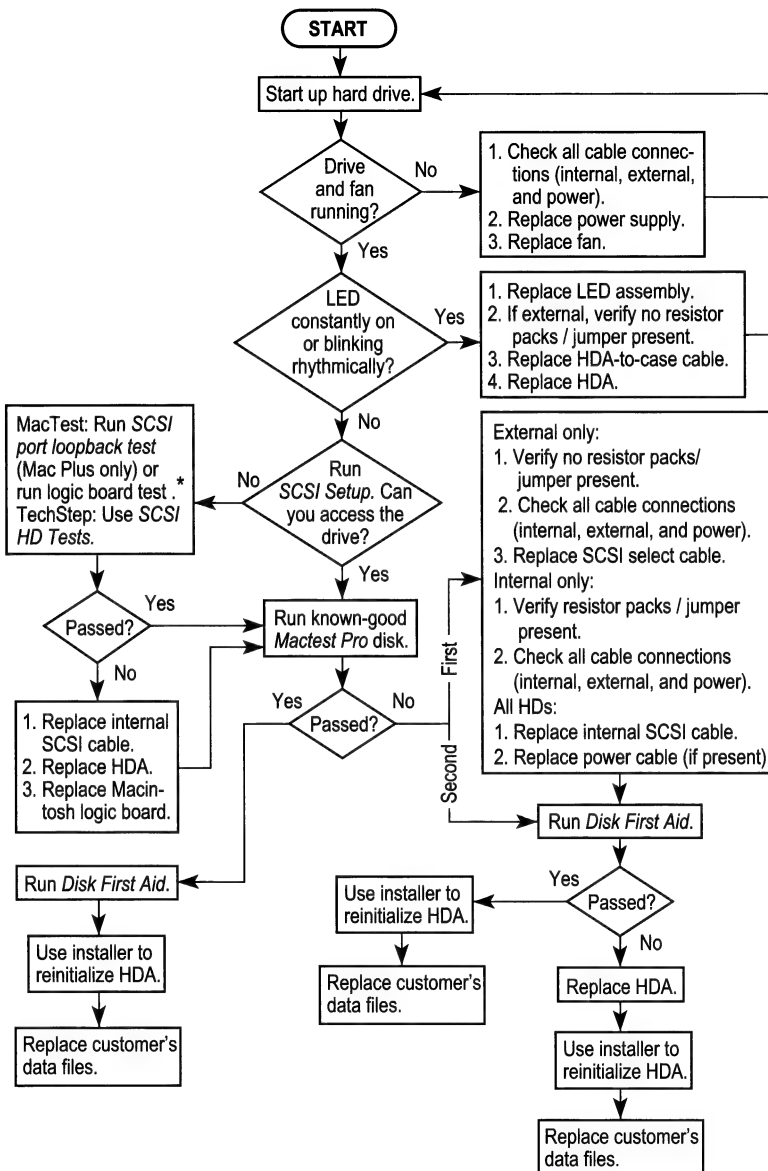 START
Start up hard drive.
Drive
and fan
running?
No
1. Check all cable connec-
tions (internal, external,
and power).
2. Replace power supply.
3. Replace fan.
Yes
LED
constantly on
or blinking
rhythmically?
Yes
1. Replace LED assembly.
2. If external, verify no resistor
packs / jumper present.
3. Replace HDA-to-case cable.
4. Replace HDA.
No
MacTest: Run SCSI
port loopback test
(Mac Plus only) or
run logic board test .*
TechStep: Use SCSI
HD Tests.
No
Run
SCSI Setup. Can
you access the
drive?
Yes
External only:
1. Verify no resistor packs/
jumper present.
2. Check all cable connections
(internal, external, and power).
3. Replace SCSI select cable.
Internal only:
1. Verify resistor packs / jumper
present.
2. Check all cable connections
(internal, external, and power).
All HDs:
1. Replace internal SCSI cable.
2. Replace power cable (if present)
Passed?
Yes
No
Run known-good
Mactest Pro disk.
1. Replace internal
SCSI cable.
2. Replace HDA.
3. Replace Macin-
tosh logic board.
Yes
Passed?
No
First
Second
Run Disk First Aid.
Run Disk First Aid.
Use installer to
reinitialize HDA.
Yes
Passed?
No
Use installer to
reinitialize HDA.
Replace customer's
data files.
Replace HDA.
Replace customer's
data files.
Use installer to
reinitialize HDA.
Replace customer's
data files.